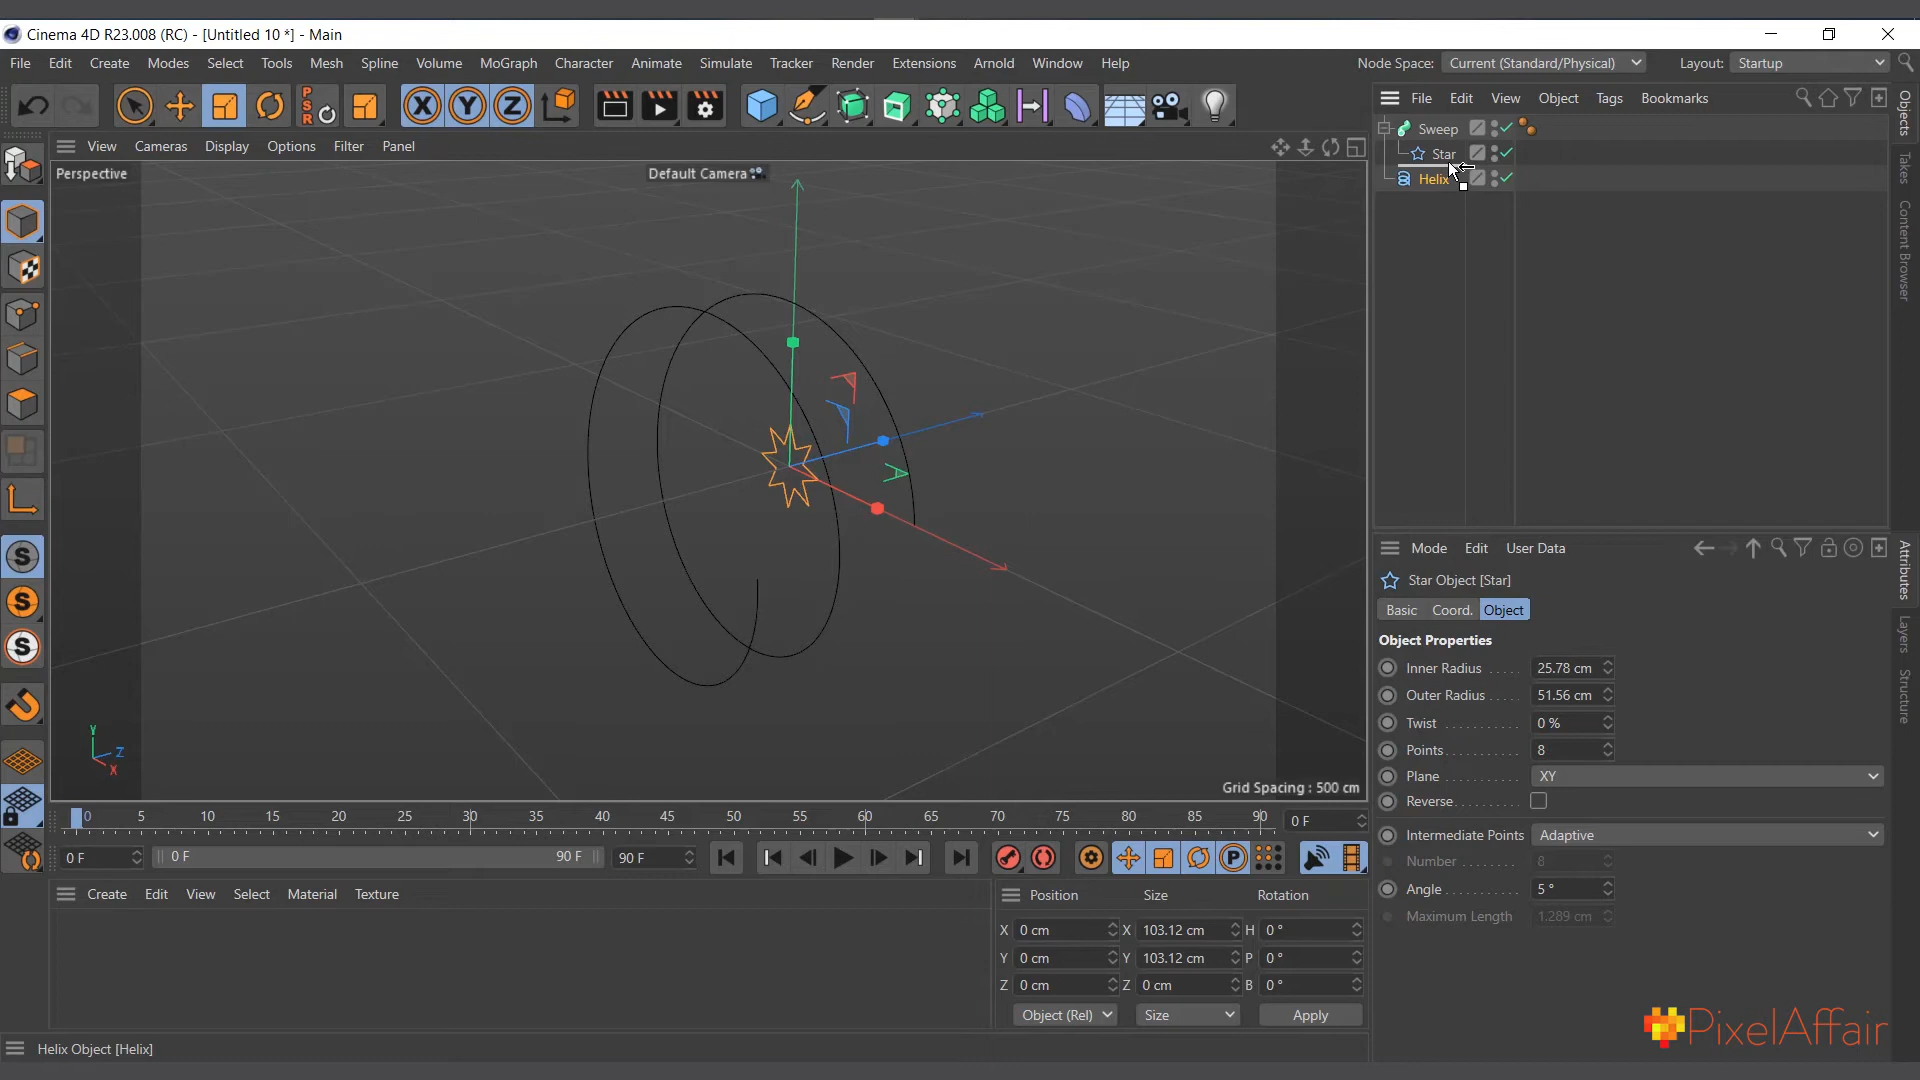 Cinema 4D R23.008 (RC) - [Untitled 10 *] - Main
File Edit Create Modes Select Tools Mesh Spline Volume MoGraph Character Animate Simulate Tracker Render Extensions Arnold Window Help
Node Space: Current (Standard/Physical) Layout: Startup
P S R
X Y Z
File Edit View Object Tags Bookmarks
Objects
Takes
Content Browser
Sweep
Star
Helix
View Cameras Display Options Filter Panel
Perspective
Default Camera
S
S
S
Y
Z
X
Grid Spacing : 500 cm
Mode Edit User Data
Attributes
Layers
Structure
Star Object [Star]
Basic Coord. Object
Object Properties
Inner Radius 25.78 cm
Outer Radius 51.56 cm
Twist 0 %
Points 8
Plane XY
Reverse
Intermediate Points Adaptive
Number 8
Angle 5 °
Maximum Length 1.289 cm
0 5 10 15 20 25 30 35 40 45 50 55 60 65 70 75 80 85 90 0 F
0 F 0 F 90 F 90 F P
Create Edit View Select Material Texture
Position Size Rotation
X 0 cm X 103.12 cm H 0 °
Y 0 cm Y 103.12 cm P 0 °
Z 0 cm Z 0 cm B 0 °
Object (Rel) Size Apply
Helix Object [Helix]
PixelAffair